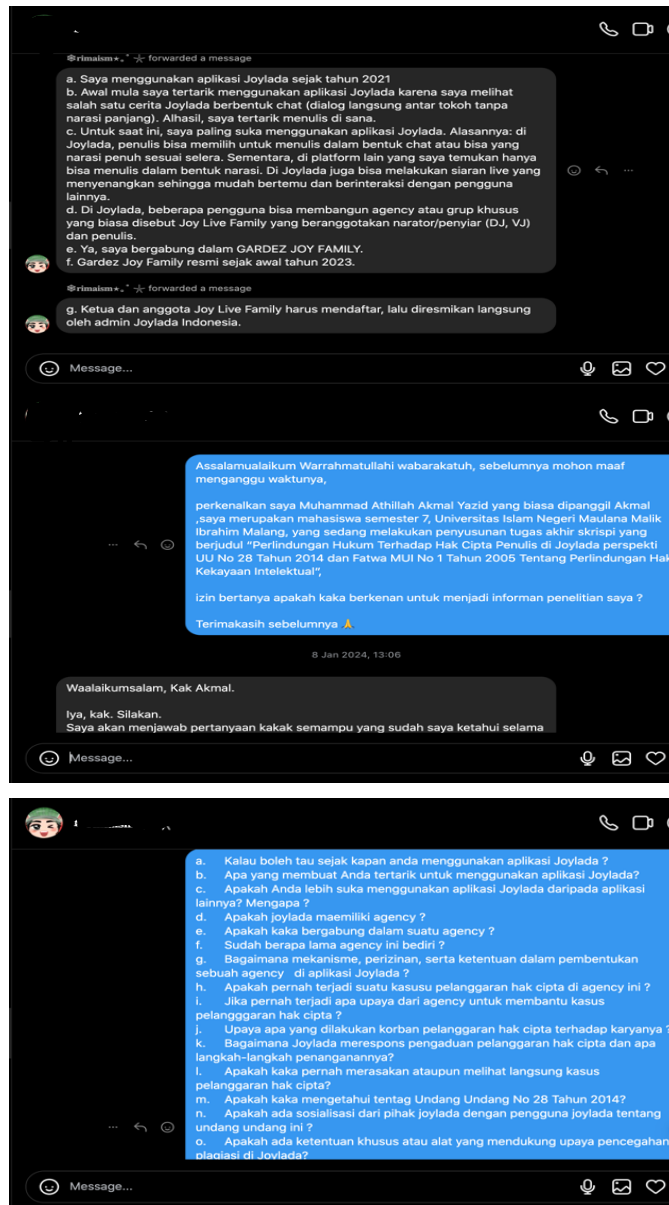 ❄rimaism⋆｡˚ ⁎ forwarded a message
a. Saya menggunakan aplikasi Joylada sejak tahun 2021
b. Awal mula saya tertarik menggunakan aplikasi Joylada karena saya melihat
salah satu cerita Joylada berbentuk chat (dialog langsung antar tokoh tanpa
narasi panjang). Alhasil, saya tertarik menulis di sana.
c. Untuk saat ini, saya paling suka menggunakan aplikasi Joylada. Alasannya: di
Joylada, penulis bisa memilih untuk menulis dalam bentuk chat atau bisa yang
narasi penuh sesuai selera. Sementara, di platform lain yang saya temukan hanya
bisa menulis dalam bentuk narasi. Di Joylada juga bisa melakukan siaran live yang
menyenangkan sehingga mudah bertemu dan berinteraksi dengan pengguna
lainnya.
d. Di Joylada, beberapa pengguna bisa membangun agency atau grup khusus
yang biasa disebut Joy Live Family yang beranggotakan narator/penyiar (DJ, VJ)
dan penulis.
e. Ya, saya bergabung dalam GARDEZ JOY FAMILY.
f. Gardez Joy Family resmi sejak awal tahun 2023.
❄rimaism⋆｡˚ ⁎ forwarded a message
g. Ketua dan anggota Joy Live Family harus mendaftar, lalu diresmikan langsung
oleh admin Joylada Indonesia.
Message...
Assalamualaikum Warrahmatullahi wabarakatuh, sebelumnya mohon maaf
menganggu waktunya,
perkenalkan saya Muhammad Athillah Akmal Yazid yang biasa dipanggil Akmal
,saya merupakan mahasiswa semester 7, Universitas Islam Negeri Maulana Malik
Ibrahim Malang, yang sedang melakukan penyusunan tugas akhir skripsi yang
berjudul “Perlindungan Hukum Terhadap Hak Cipta Penulis di Joylada perspekti
UU No 28 Tahun 2014 dan Fatwa MUI No 1 Tahun 2005 Tentang Perlindungan Hak
Kekayaan Intelektual”,
izin bertanya apakah kaka berkenan untuk menjadi informan penelitian saya ?
Terimakasih sebelumnya 🙏
8 Jan 2024, 13:06
Waalaikumsalam, Kak Akmal.
Iya, kak. Silakan.
Saya akan menjawab pertanyaan kakak semampu yang sudah saya ketahui selama
Message...
a. Kalau boleh tau sejak kapan anda menggunakan aplikasi Joylada ?
b. Apa yang membuat Anda tertarik untuk menggunakan aplikasi Joylada?
c. Apakah Anda lebih suka menggunakan aplikasi Joylada daripada aplikasi
lainnya? Mengapa ?
d. Apakah joylada maemiliki agency ?
e. Apakah kaka bergabung dalam suatu agency ?
f. Sudah berapa lama agency ini bediri ?
g. Bagaimana mekanisme, perizinan, serta ketentuan dalam pembentukan
sebuah agency di aplikasi Joylada ?
h. Apakah pernah terjadi suatu kasusu pelanggaran hak cipta di agency ini ?
i. Jika pernah terjadi apa upaya dari agency untuk membantu kasus
pelangggaran hak cipta ?
j. Upaya apa yang dilakukan korban pelanggaran hak cipta terhadap karyanya ?
k. Bagaimana Joylada merespons pengaduan pelanggaran hak cipta dan apa
langkah-langkah penanganannya?
l. Apakah kaka pernah merasakan ataupun melihat langsung kasus
pelanggaran hak cipta?
m. Apakah kaka mengetahui tentag Undang Undang No 28 Tahun 2014?
n. Apakah ada sosialisasi dari pihak joylada dengan pengguna joylada tentang
undang undang ini ?
o. Apakah ada ketentuan khusus atau alat yang mendukung upaya pencegahan
plagiasi di Joylada?
Message...